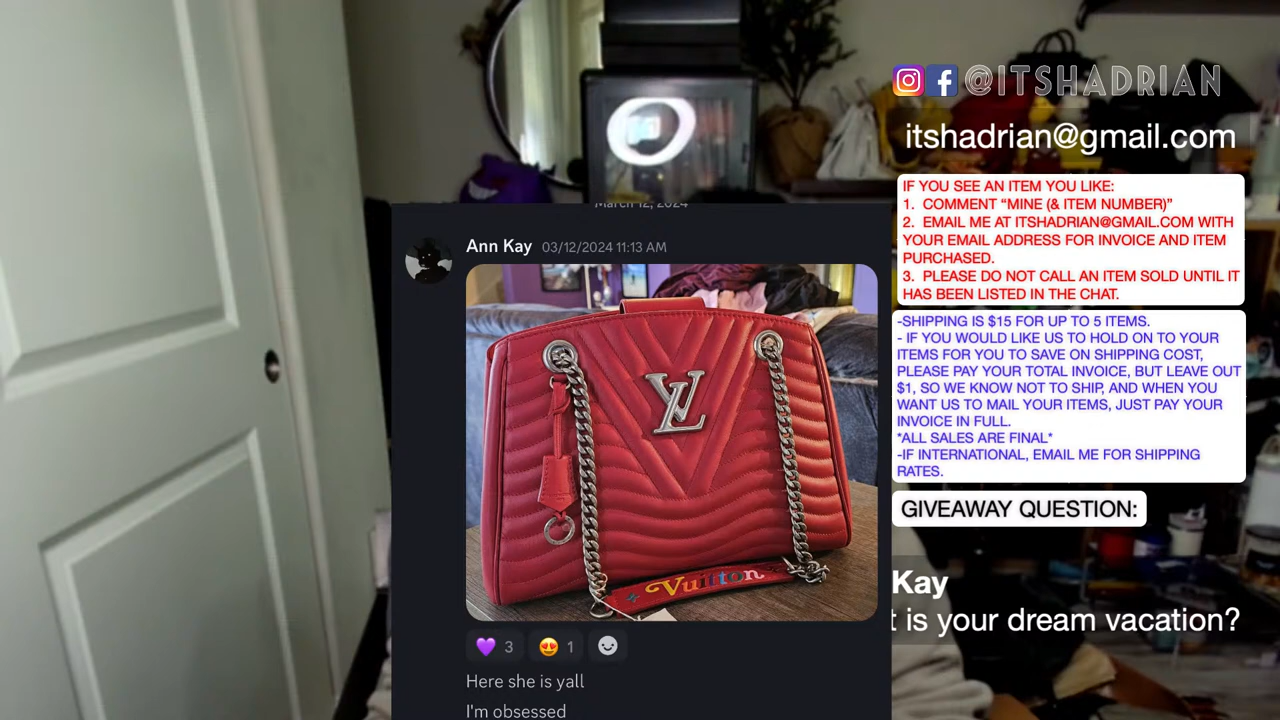 @ITSHADRIAN
itshadrian@gmail.com
IF YOU SEE AN ITEM YOU LIKE:
1. COMMENT “MINE (& ITEM NUMBER)”
2. EMAIL ME AT ITSHADRIAN@GMAIL.COM WITH
YOUR EMAIL ADDRESS FOR INVOICE AND ITEM
PURCHASED.
3. PLEASE DO NOT CALL AN ITEM SOLD UNTIL IT
HAS BEEN LISTED IN THE CHAT.
-SHIPPING IS $15 FOR UP TO 5 ITEMS.
- IF YOU WOULD LIKE US TO HOLD ON TO YOUR
ITEMS FOR YOU TO SAVE ON SHIPPING COST,
PLEASE PAY YOUR TOTAL INVOICE, BUT LEAVE OUT
$1, SO WE KNOW NOT TO SHIP, AND WHEN YOU
WANT US TO MAIL YOUR ITEMS, JUST PAY YOUR
INVOICE IN FULL.
*ALL SALES ARE FINAL*
-IF INTERNATIONAL, EMAIL ME FOR SHIPPING
RATES.
GIVEAWAY QUESTION:
Kay
t is your dream vacation?
March 12, 2024
Ann Kay 03/12/2024 11:13 AM
LV
Vuitton
3 1
Here she is yall
I'm obsessed